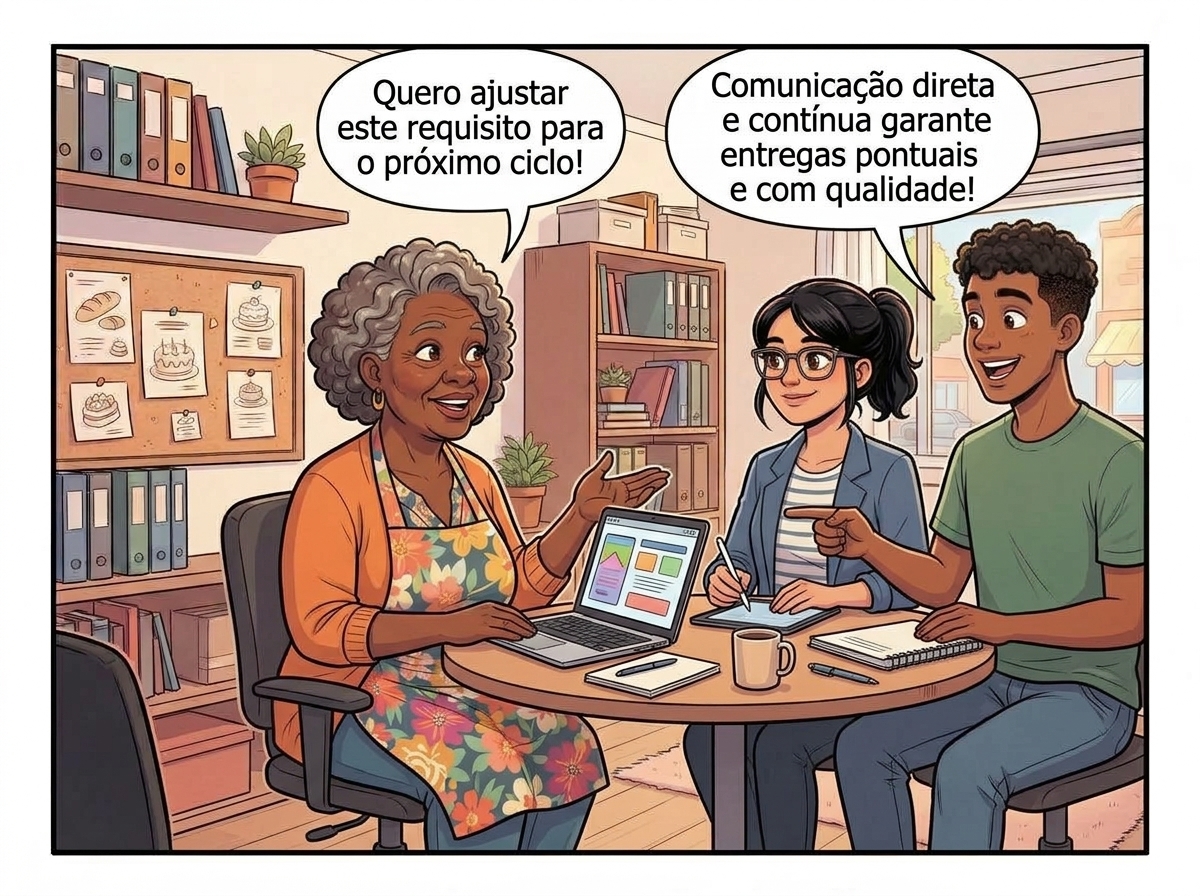 Quero ajustar
este requisito para
o próximo ciclo!
Comunicação direta
e contínua garante
entregas pontuais
e com qualidade!